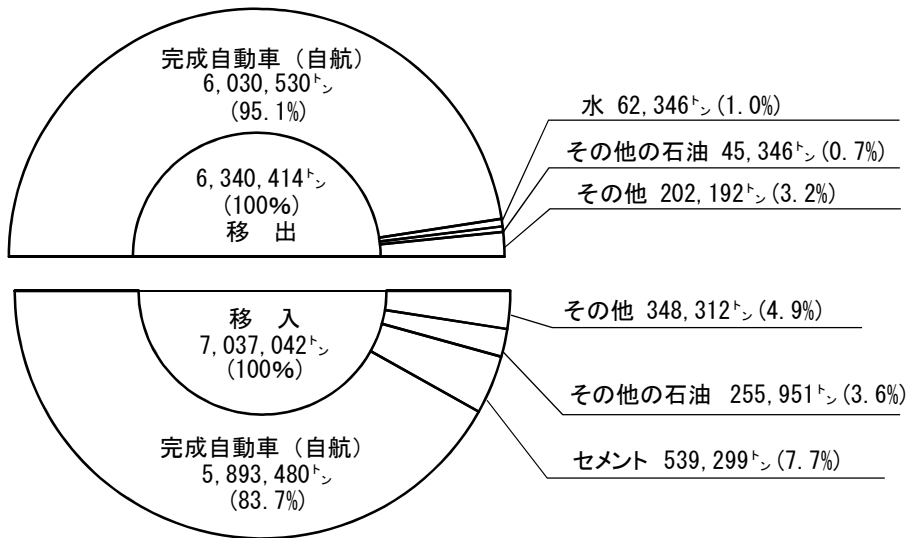 完成自動車（自航）
6,030,530㌧
(95.1%)
6,340,414㌧
(100%)
移　出
水 62,346㌧(1.0%)
その他の石油 45,346㌧(0.7%)
その他 202,192㌧(3.2%)
移　入
7,037,042㌧
(100%)
完成自動車（自航）
5,893,480㌧
(83.7%)
その他 348,312㌧(4.9%)
その他の石油 255,951㌧(3.6%)
セメント 539,299㌧(7.7%)